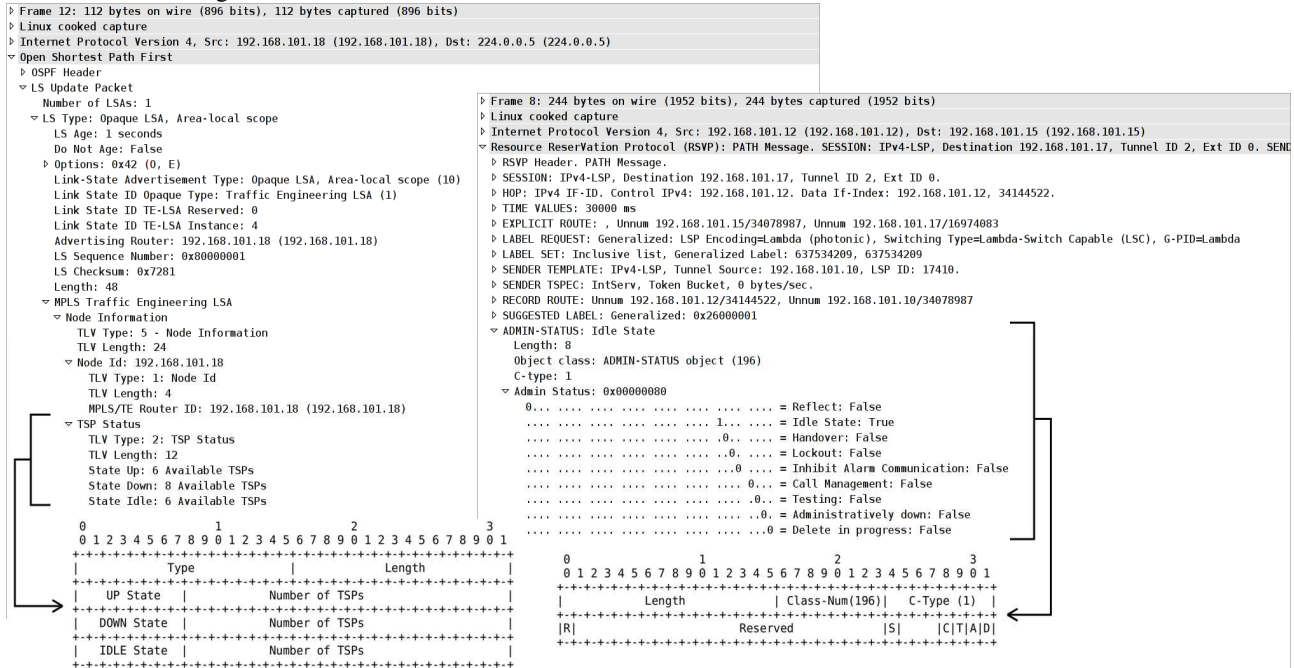 Frame 12: 112 bytes on wire (896 bits), 112 bytes captured (896 bits)
Linux cooked capture
Internet Protocol Version 4, Src: 192.168.101.18 (192.168.101.18), Dst: 224.0.0.5 (224.0.0.5)
Open Shortest Path First
OSPF Header
LS Update Packet
Number of LSAs: 1
LS Type: Opaque LSA, Area-local scope
LS Age: 1 seconds
Do Not Age: False
Options: 0x42 (O, E)
Link-State Advertisement Type: Opaque LSA, Area-local scope (10)
Link State ID Opaque Type: Traffic Engineering LSA (1)
Link State ID TE-LSA Reserved: 0
Link State ID TE-LSA Instance: 4
Advertising Router: 192.168.101.18 (192.168.101.18)
LS Sequence Number: 0x80000001
LS Checksum: 0x7281
Length: 48
MPLS Traffic Engineering LSA
Node Information
TLV Type: 5 - Node Information
TLV Length: 24
Node Id: 192.168.101.18
TLV Type: 1: Node Id
TLV Length: 4
MPLS/TE Router ID: 192.168.101.18 (192.168.101.18)
TSP Status
TLV Type: 2: TSP Status
TLV Length: 12
State Up: 6 Available TSPs
State Down: 8 Available TSPs
State Idle: 6 Available TSPs
0 1 2 3
0 1 2 3 4 5 6 7 8 9 0 1 2 3 4 5 6 7 8 9 0 1 2 3 4 5 6 7 8 9 0 1
+-+-+-+-+-+-+-+-+-+-+-+-+-+-+-+-+-+-+-+-+-+-+-+-+-+-+-+-+-+-+-+-+
| Type | Length |
+-+-+-+-+-+-+-+-+-+-+-+-+-+-+-+-+-+-+-+-+-+-+-+-+-+-+-+-+-+-+-+-+
| UP State | Number of TSPs |
+-+-+-+-+-+-+-+-+-+-+-+-+-+-+-+-+-+-+-+-+-+-+-+-+-+-+-+-+-+-+-+-+
| DOWN State | Number of TSPs |
+-+-+-+-+-+-+-+-+-+-+-+-+-+-+-+-+-+-+-+-+-+-+-+-+-+-+-+-+-+-+-+-+
| IDLE State | Number of TSPs |
+-+-+-+-+-+-+-+-+-+-+-+-+-+-+-+-+-+-+-+-+-+-+-+-+-+-+-+-+-+-+-+-+
Frame 8: 244 bytes on wire (1952 bits), 244 bytes captured (1952 bits)
Linux cooked capture
Internet Protocol Version 4, Src: 192.168.101.12 (192.168.101.12), Dst: 192.168.101.15 (192.168.101.15)
Resource ReserVation Protocol (RSVP): PATH Message. SESSION: IPv4-LSP, Destination 192.168.101.17, Tunnel ID 2, Ext ID 0. SEND
RSVP Header. PATH Message.
SESSION: IPv4-LSP, Destination 192.168.101.17, Tunnel ID 2, Ext ID 0.
HOP: IPv4 IF-ID. Control IPv4: 192.168.101.12. Data If-Index: 192.168.101.12, 34144522.
TIME VALUES: 30000 ms
EXPLICIT ROUTE: , Unnum 192.168.101.15/34078987, Unnum 192.168.101.17/16974083
LABEL REQUEST: Generalized: LSP Encoding=Lambda (photonic), Switching Type=Lambda-Switch Capable (LSC), G-PID=Lambda
LABEL SET: Inclusive list, Generalized Label: 637534209, 637534209
SENDER TEMPLATE: IPv4-LSP, Tunnel Source: 192.168.101.10, LSP ID: 17410.
SENDER TSPEC: IntServ, Token Bucket, 0 bytes/sec.
RECORD ROUTE: Unnum 192.168.101.12/34144522, Unnum 192.168.101.10/34078987
SUGGESTED LABEL: Generalized: 0x26000001
ADMIN-STATUS: Idle State
Length: 8
Object class: ADMIN-STATUS object (196)
C-type: 1
Admin Status: 0x00000080
0... .... .... .... .... .... .... .... = Reflect: False
.... .... .... .... .... .... 1... .... = Idle State: True
.... .... .... .... .... .... .0.. .... = Handover: False
.... .... .... .... .... .... ..0. .... = Lockout: False
.... .... .... .... .... .... ...0 .... = Inhibit Alarm Communication: False
.... .... .... .... .... .... .... 0... = Call Management: False
.... .... .... .... .... .... .... .0.. = Testing: False
.... .... .... .... .... .... .... ..0. = Administratively down: False
.... .... .... .... .... .... .... ...0 = Delete in progress: False
0 1 2 3
0 1 2 3 4 5 6 7 8 9 0 1 2 3 4 5 6 7 8 9 0 1 2 3 4 5 6 7 8 9 0 1
+-+-+-+-+-+-+-+-+-+-+-+-+-+-+-+-+-+-+-+-+-+-+-+-+-+-+-+-+-+-+-+-+
| Length | Class-Num(196)| C-Type (1) |
+-+-+-+-+-+-+-+-+-+-+-+-+-+-+-+-+-+-+-+-+-+-+-+-+-+-+-+-+-+-+-+-+
|R| Reserved |S| |C|T|A|D|
+-+-+-+-+-+-+-+-+-+-+-+-+-+-+-+-+-+-+-+-+-+-+-+-+-+-+-+-+-+-+-+-+